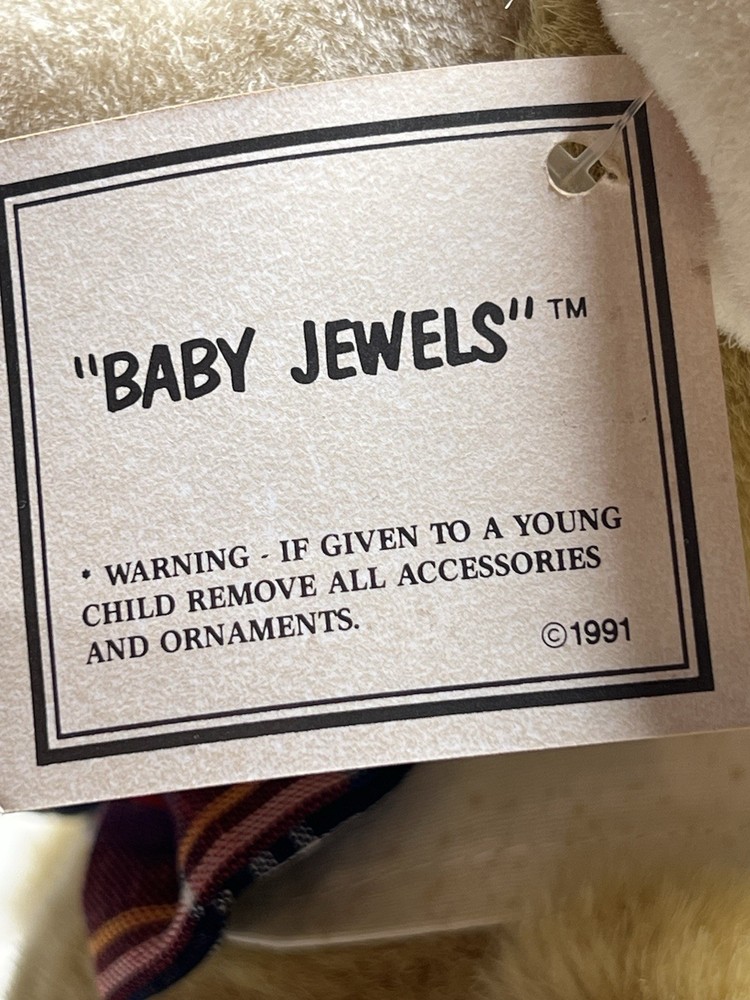 "BABY JEWELS"™
• WARNING - IF GIVEN TO A YOUNG
CHILD REMOVE ALL ACCESSORIES
AND ORNAMENTS.
©1991